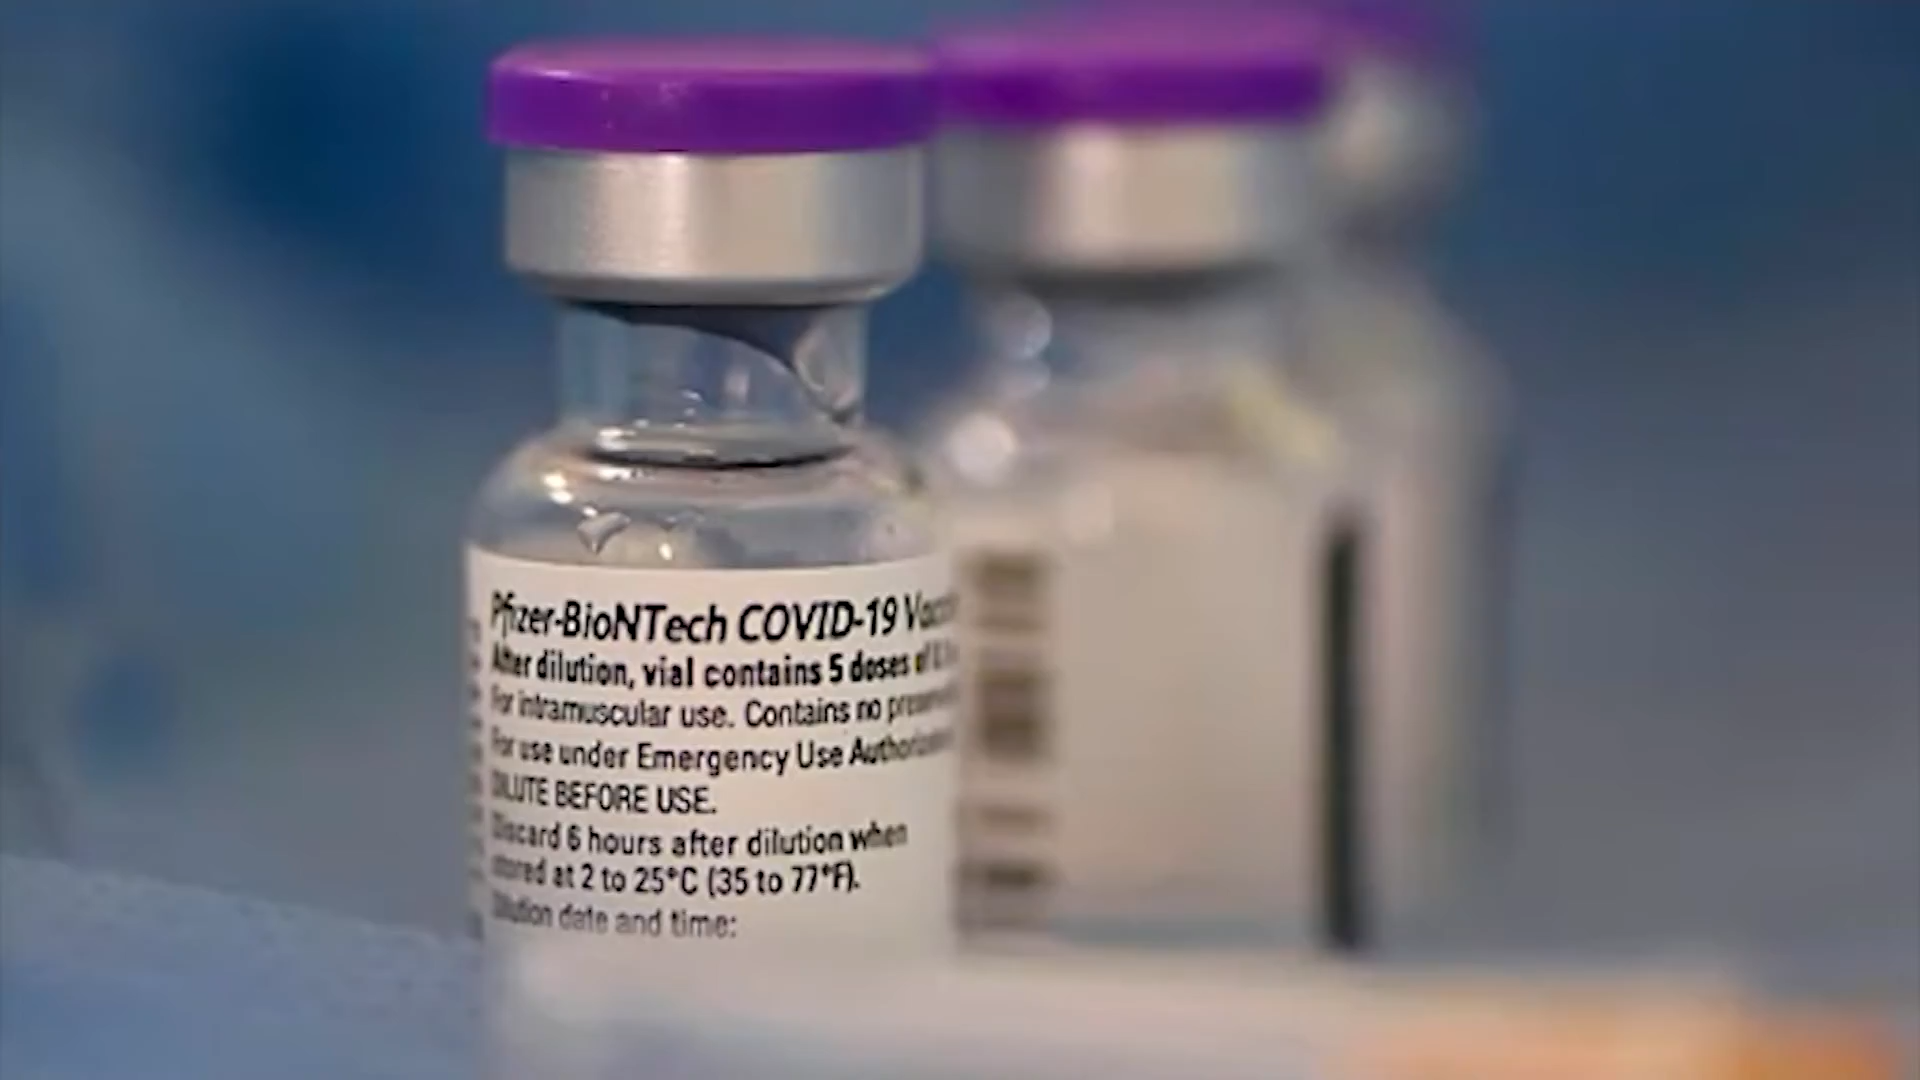 Pfizer-BioNTech COVID-19
After dilution, vial contains 5 doses of
For intramuscular use. Contains no
For use under Emergency Use
DILUTE BEFORE USE.
Discard 6 hours after dilution when
stored at 2 to 25°C (35 to 77°F).
Dilution date and time: